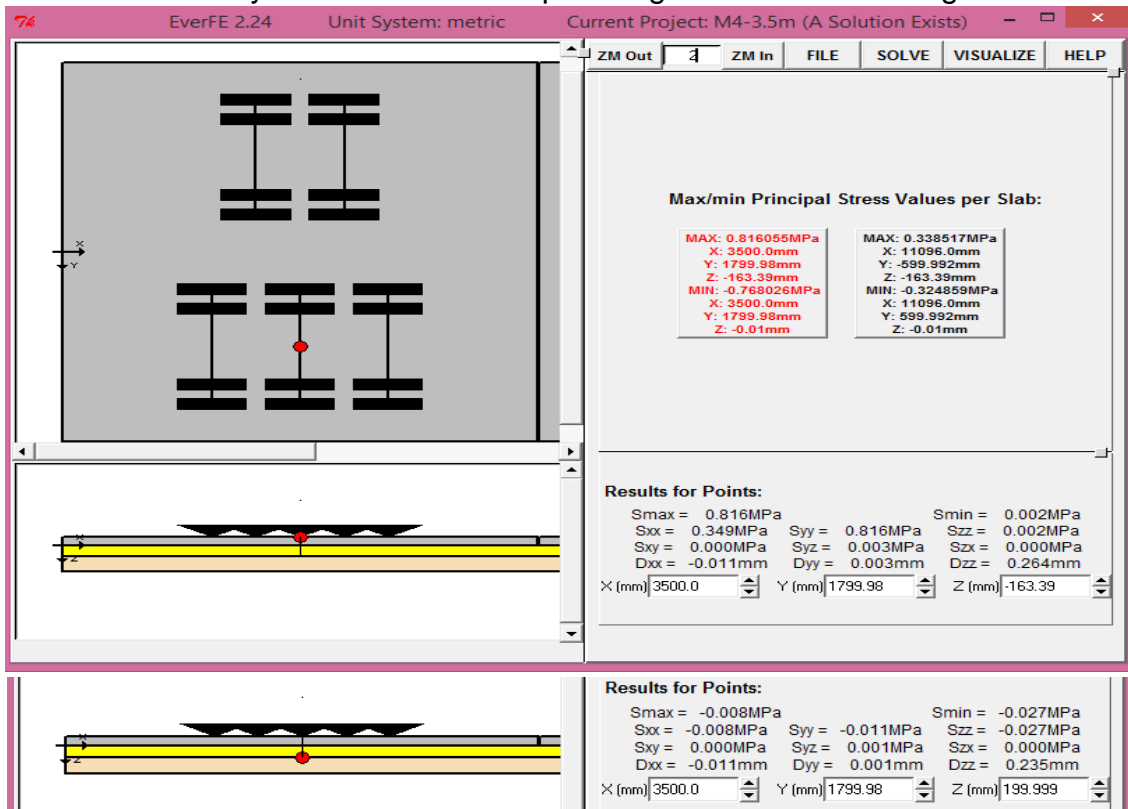 Tk EverFE 2.24 Unit System: metric Current Project: M4-3.5m (A Solution Exists)
ZM Out 2 ZM In FILE SOLVE VISUALIZE HELP
X
Y
Max/min Principal Stress Values per Slab:
MAX: 0.816055MPa
X: 3500.0mm
Y: 1799.98mm
Z: -163.39mm
MIN: -0.768026MPa
X: 3500.0mm
Y: 1799.98mm
Z: -0.01mm
MAX: 0.338517MPa
X: 11096.0mm
Y: -599.992mm
Z: -163.39mm
MIN: -0.324859MPa
X: 11096.0mm
Y: 599.992mm
Z: -0.01mm
X
Z
Results for Points:
Smax = 0.816MPa Smin = 0.002MPa
Sxx = 0.349MPa Syy = 0.816MPa Szz = 0.002MPa
Sxy = 0.000MPa Syz = 0.003MPa Szx = 0.000MPa
Dxx = -0.011mm Dyy = 0.003mm Dzz = 0.264mm
X (mm) 3500.0 Y (mm) 1799.98 Z (mm) -163.39
X
Z
Results for Points:
Smax = -0.008MPa Smin = -0.027MPa
Sxx = -0.008MPa Syy = -0.011MPa Szz = -0.027MPa
Sxy = 0.000MPa Syz = 0.001MPa Szx = 0.000MPa
Dxx = -0.011mm Dyy = 0.001mm Dzz = 0.235mm
X (mm) 3500.0 Y (mm) 1799.98 Z (mm) 199.999